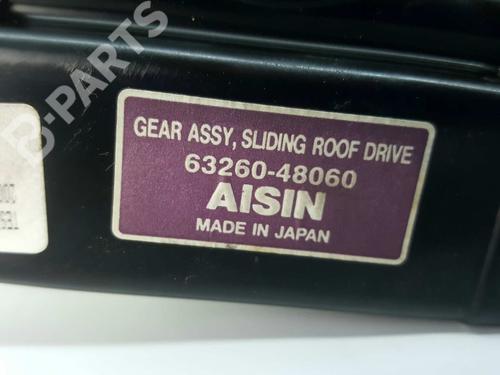 B-PARTS
GEAR ASSY, SLIDING ROOF DRIVE
63260-48060
AISIN
MADE IN JAPAN